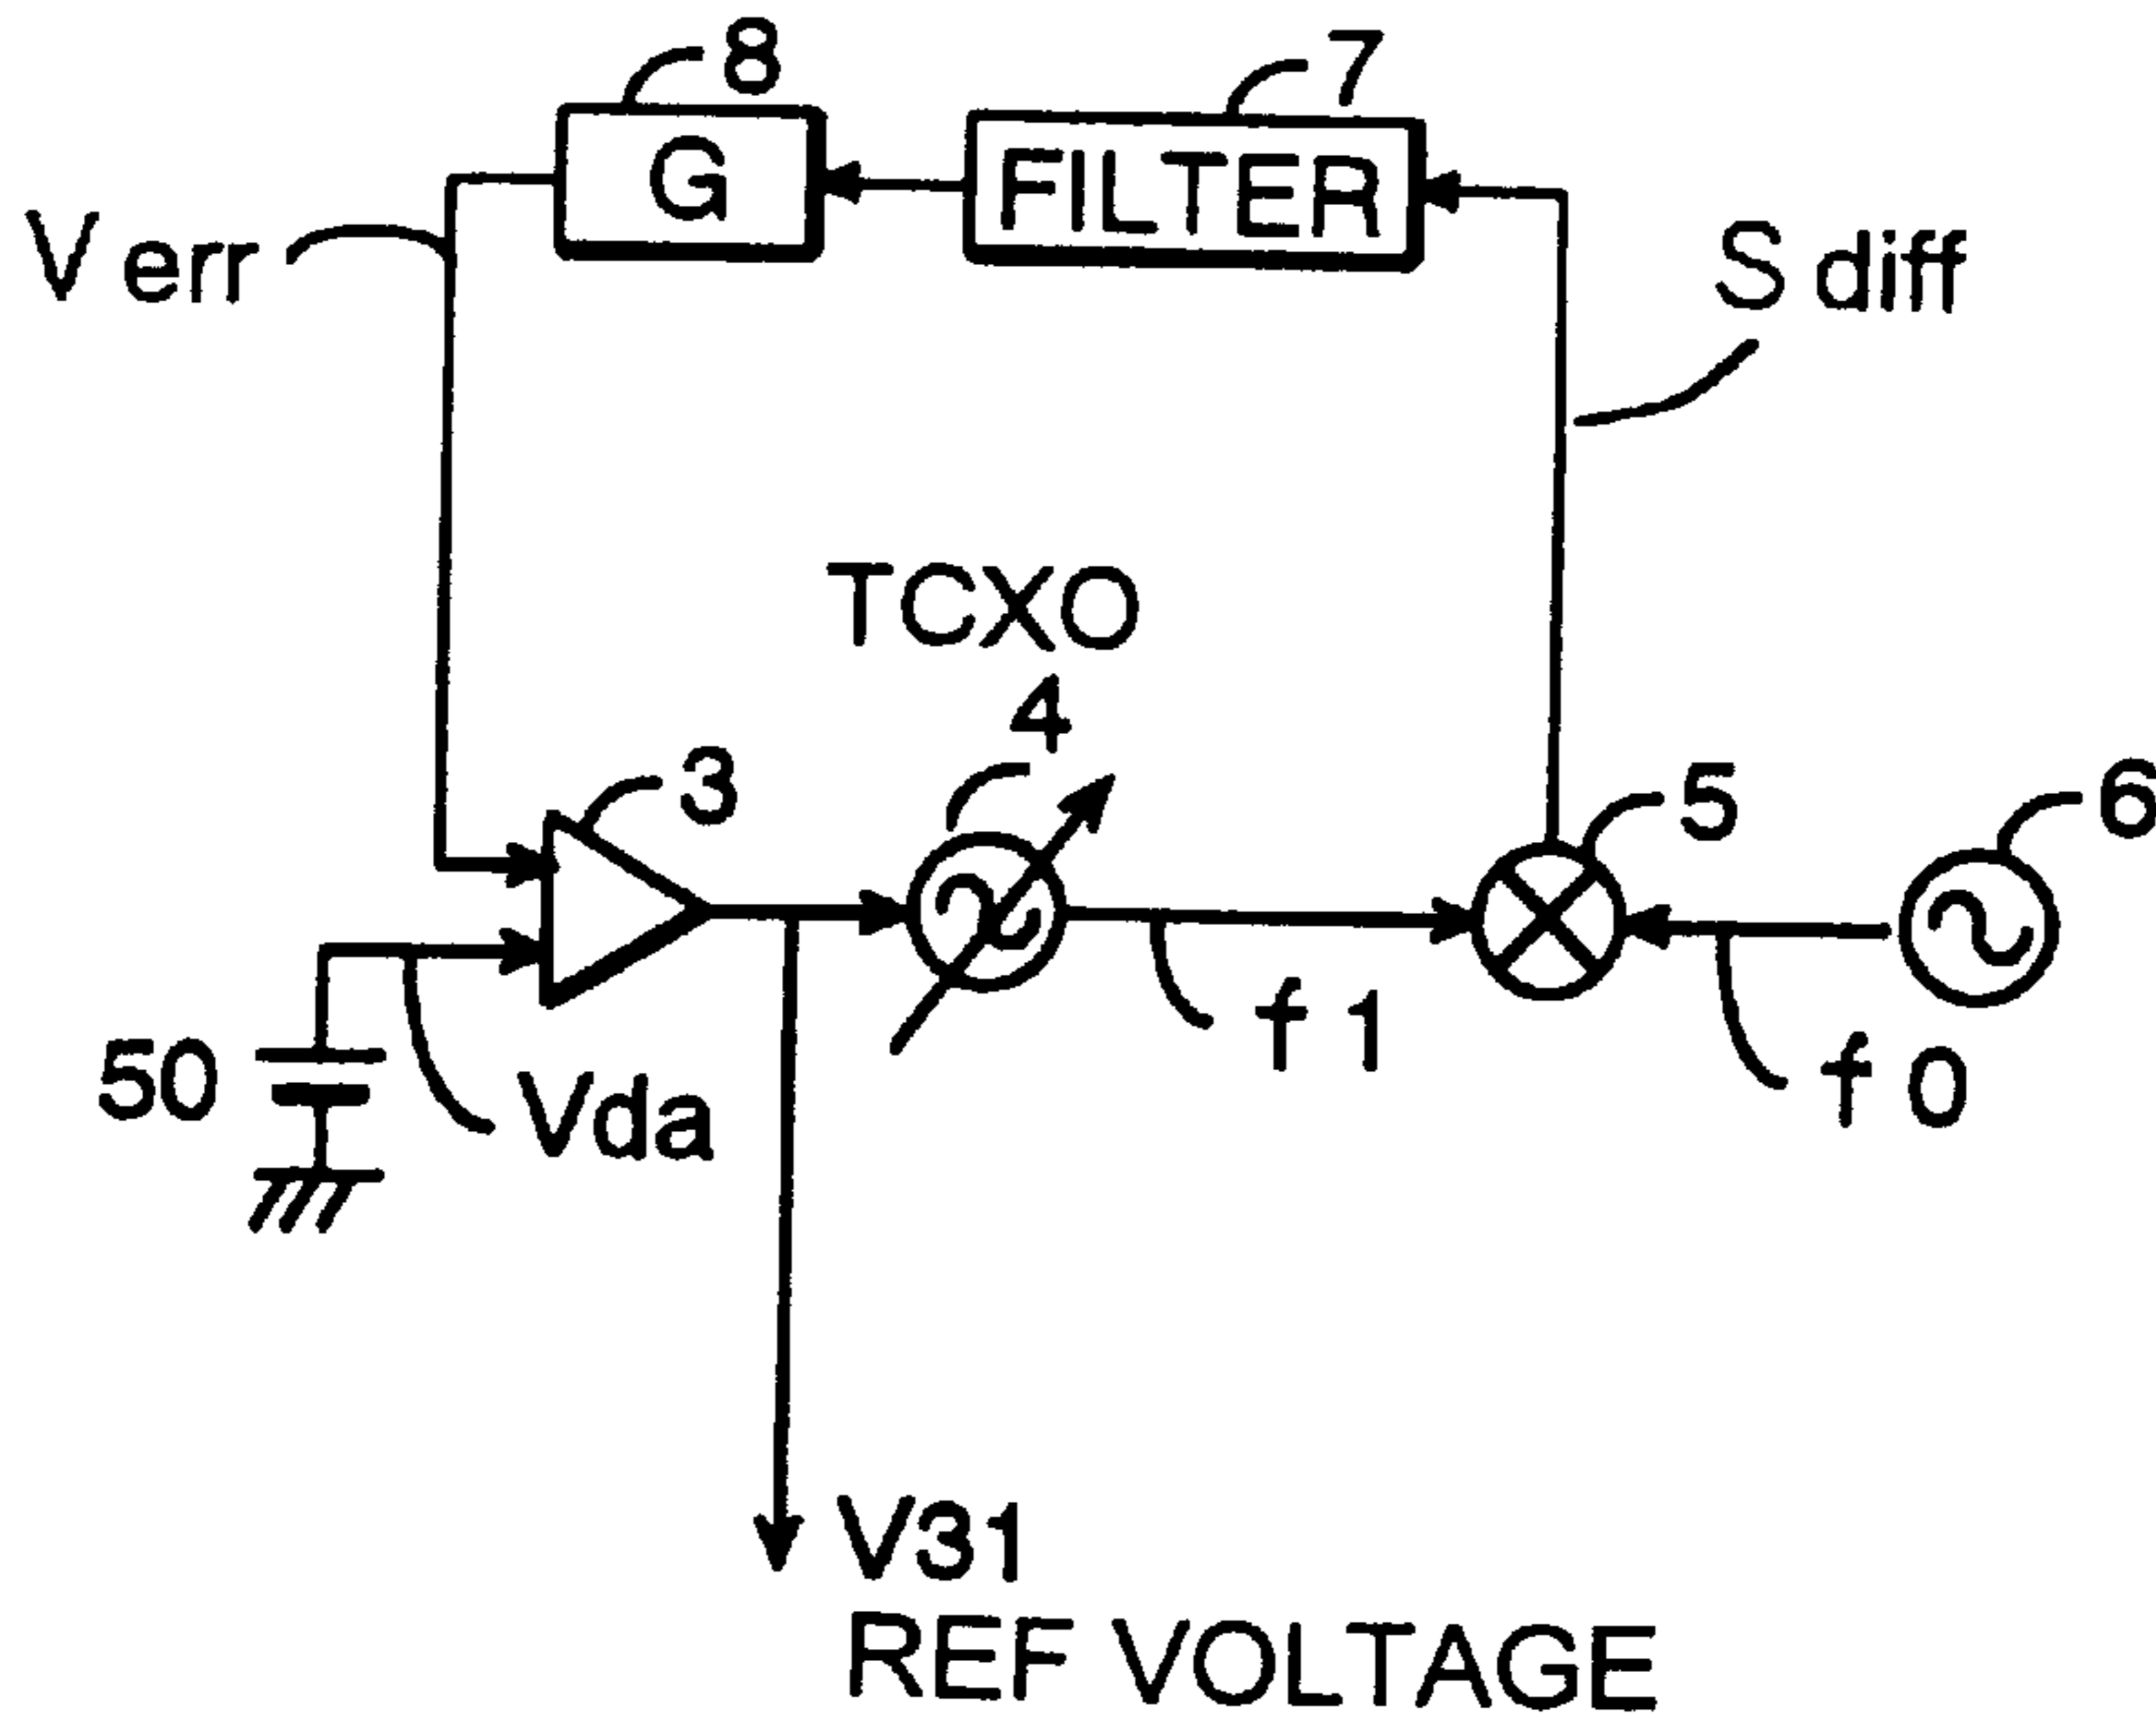 8
7
G
FILTER
V err
S diff
TCXO
4
3
5
6
f 1
50
Vda
f 0
V31
REF VOLTAGE